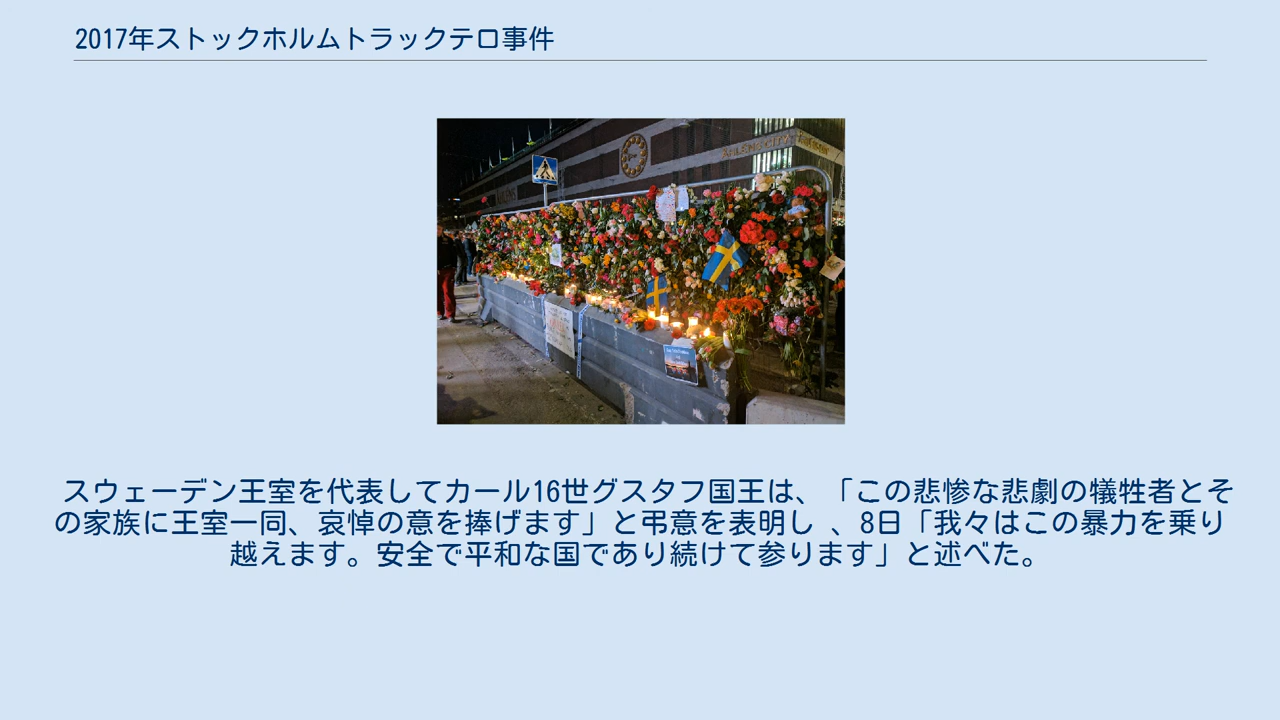 2017年ストックホルムトラックテロ事件
ÅHLÉNS CITY
スウェーデン王室を代表してカール16世グスタフ国王は、「この悲惨な悲劇の犠牲者とそ
の家族に王室一同、哀悼の意を捧げます」と弔意を表明し 、8日「我々はこの暴力を乗り
越えます。安全で平和な国であり続けて参ります」と述べた。